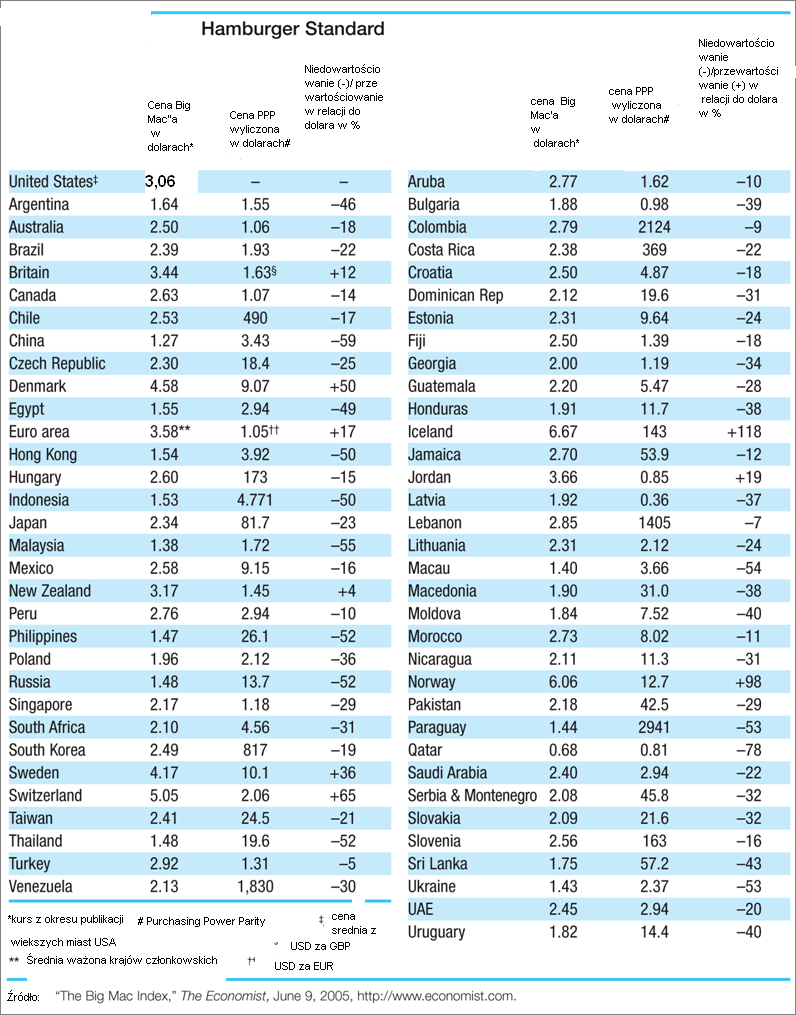 Hamburger Standard
Cena Big Mac"a w dolarach*
Cena PPP wyliczona w dolarach#
Niedowartościo wanie (-)/ prze wartościowanie w relacji do dolara w %
cena Big Mac'a w dolarach*
cena PPP wyliczona w dolarach#
Niedowartościo wanie (-)/przewartości wanie (+) w relacji do dolara w %
United States‡ 3,06 – –
Argentina 1.64 1.55 –46
Australia 2.50 1.06 –18
Brazil 2.39 1.93 –22
Britain 3.44 1.63§ +12
Canada 2.63 1.07 –14
Chile 2.53 490 –17
China 1.27 3.43 –59
Czech Republic 2.30 18.4 –25
Denmark 4.58 9.07 +50
Egypt 1.55 2.94 –49
Euro area 3.58** 1.05†† +17
Hong Kong 1.54 3.92 –50
Hungary 2.60 173 –15
Indonesia 1.53 4.771 –50
Japan 2.34 81.7 –23
Malaysia 1.38 1.72 –55
Mexico 2.58 9.15 –16
New Zealand 3.17 1.45 +4
Peru 2.76 2.94 –10
Philippines 1.47 26.1 –52
Poland 1.96 2.12 –36
Russia 1.48 13.7 –52
Singapore 2.17 1.18 –29
South Africa 2.10 4.56 –31
South Korea 2.49 817 –19
Sweden 4.17 10.1 +36
Switzerland 5.05 2.06 +65
Taiwan 2.41 24.5 –21
Thailand 1.48 19.6 –52
Turkey 2.92 1.31 –5
Venezuela 2.13 1,830 –30
Aruba 2.77 1.62 –10
Bulgaria 1.88 0.98 –39
Colombia 2.79 2124 –9
Costa Rica 2.38 369 –22
Croatia 2.50 4.87 –18
Dominican Rep 2.12 19.6 –31
Estonia 2.31 9.64 –24
Fiji 2.50 1.39 –18
Georgia 2.00 1.19 –34
Guatemala 2.20 5.47 –28
Honduras 1.91 11.7 –38
Iceland 6.67 143 +118
Jamaica 2.70 53.9 –12
Jordan 3.66 0.85 +19
Latvia 1.92 0.36 –37
Lebanon 2.85 1405 –7
Lithuania 2.31 2.12 –24
Macau 1.40 3.66 –54
Macedonia 1.90 31.0 –38
Moldova 1.84 7.52 –40
Morocco 2.73 8.02 –11
Nicaragua 2.11 11.3 –31
Norway 6.06 12.7 +98
Pakistan 2.18 42.5 –29
Paraguay 1.44 2941 –53
Qatar 0.68 0.81 –78
Saudi Arabia 2.40 2.94 –22
Serbia & Montenegro 2.08 45.8 –32
Slovakia 2.09 21.6 –32
Slovenia 2.56 163 –16
Sri Lanka 1.75 57.2 –43
Ukraine 1.43 2.37 –53
UAE 2.45 2.94 –20
Uruguay 1.82 14.4 –40
*kurs z okresu publikacji # Purchasing Power Parity ‡ cena srednia z
wiekszych miast USA USD za GBP
** Średnia ważona krajów członkowskich †† USD za EUR
Źródło: "The Big Mac Index," The Economist, June 9, 2005, http://www.economist.com.